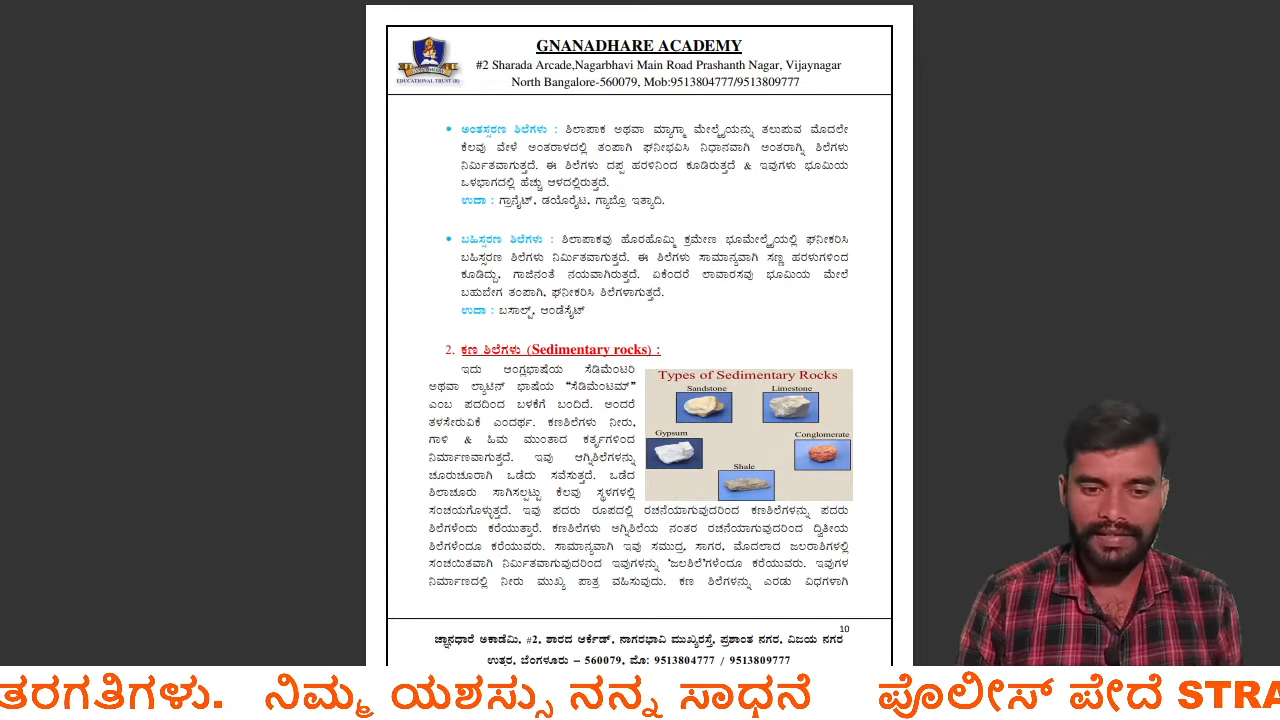 GNANADHARE ACADEMY
#2 Sharada Arcade,Nagarbhavi Main Road Prashanth Nagar, Vijaynagar
North Bangalore-560079, Mob:9513804777/9513809777
EDUCATIONAL TRUST (R)
• ಅಂತಸ್ಸರಣ ಶಿಲೆಗಳು : ಶಿಲಾಪಾಕ ಅಥವಾ ಮ್ಯಾಗ್ಮಾ ಮೇಲ್ಮೈಯನ್ನು ತಲುಪುವ ಮೊದಲೇ
ಕೆಲವು ವೇಳೆ ಅಂತರಾಳದಲ್ಲಿ ತಂಪಾಗಿ ಘನೀಭವಿಸಿ ನಿಧಾನವಾಗಿ ಅಂತರಾಗ್ನಿ ಶಿಲೆಗಳು
ನಿರ್ಮಿತವಾಗುತ್ತದೆ. ಈ ಶಿಲೆಗಳು ದಪ್ಪ ಹರಳಿನಿಂದ ಕೂಡಿರುತ್ತದೆ & ಇವುಗಳು ಭೂಮಿಯ
ಒಳಭಾಗದಲ್ಲಿ ಹೆಚ್ಚು ಆಳದಲ್ಲಿರುತ್ತದೆ.
ಉದಾ : ಗ್ರಾನೈಟ್, ಡಯೊರೈಟ, ಗ್ಯಾಬ್ರೊ ಇತ್ಯಾದಿ.
• ಬಹಿಸ್ಸರಣ ಶಿಲೆಗಳು : ಶಿಲಾಪಾಕವು ಹೊರಹೊಮ್ಮಿ ಕ್ರಮೇಣ ಭೂಮೇಲ್ಮೈಯಲ್ಲಿ ಘನೀಕರಿಸಿ
ಬಹಿಸ್ಸರಣ ಶಿಲೆಗಳು ನಿರ್ಮಿತವಾಗುತ್ತದೆ. ಈ ಶಿಲೆಗಳು ಸಾಮಾನ್ಯವಾಗಿ ಸಣ್ಣ ಹರಳುಗಳಿಂದ
ಕೂಡಿದ್ದು, ಗಾಜಿನಂತೆ ನಯವಾಗಿರುತ್ತದೆ. ಏಕೆಂದರೆ ಲಾವಾರಸವು ಭೂಮಿಯ ಮೇಲೆ
ಬಹುಬೇಗ ತಂಪಾಗಿ, ಘನೀಕರಿಸಿ ಶಿಲೆಗಳಾಗುತ್ತದೆ.
ಉದಾ : ಬಸಾಲ್ಟ್, ಆಂಡೆಸೈಟ್
2. ಕಣ ಶಿಲೆಗಳು (Sedimentary rocks) :
ಇದು ಆಂಗ್ಲಭಾಷೆಯ ಸೆಡಿಮೆಂಟರಿ
ಅಥವಾ ಲ್ಯಾಟಿನ್ ಭಾಷೆಯ “ಸೆಡಿಮೆಂಟಮ್”
ಎಂಬ ಪದದಿಂದ ಬಳಕೆಗೆ ಬಂದಿದೆ. ಅಂದರೆ
ತಳಸೇರುವಿಕೆ ಎಂದರ್ಥ. ಕಣಶಿಲೆಗಳು ನೀರು,
ಗಾಳಿ & ಹಿಮ ಮುಂತಾದ ಕರ್ತೃಗಳಿಂದ
ನಿರ್ಮಾಣವಾಗುತ್ತದೆ. ಇವು ಆಗ್ನಿಶಿಲೆಗಳನ್ನು
ಚೂರುಚೂರಾಗಿ ಒಡೆದು ಸವೆಸುತ್ತದೆ. ಒಡೆದ
ಶಿಲಾಚೂರು ಸಾಗಿಸಲ್ಪಟ್ಟು ಕೆಲವು ಸ್ಥಳಗಳಲ್ಲಿ
ಸಂಚಯಗೊಳ್ಳುತ್ತದೆ. ಇವು ಪದರು ರೂಪದಲ್ಲಿ ರಚನೆಯಾಗುವುದರಿಂದ ಕಣಶಿಲೆಗಳನ್ನು ಪದರು
ಶಿಲೆಗಳಿಂದು ಕರೆಯುತ್ತಾರೆ. ಕಣಶಿಲೆಗಳು ಅಗ್ನಿಶಿಲೆಯ ನಂತರ ರಚನೆಯಾಗುವುದರಿಂದ ದ್ವಿತೀಯ
ಶಿಲೆಗಳೆಂದೂ ಕರೆಯುವರು. ಸಾಮಾನ್ಯವಾಗಿ ಇವು ಸಮುದ್ರ, ಸಾಗರ, ಮೊದಲಾದ ಜಲರಾಶಿಗಳಲ್ಲಿ
ಸಂಚಯಿತವಾಗಿ ನಿರ್ಮಿತವಾಗುವುದರಿಂದ ಇವುಗಳನ್ನು ‘ಜಲಶಿಲೆ’ಗಳೆಂದೂ ಕರೆಯುವರು. ಇವುಗಳ
ನಿರ್ಮಾಣದಲ್ಲಿ ನೀರು ಮುಖ್ಯ ಪಾತ್ರ ವಹಿಸುವುದು. ಕಣ ಶಿಲೆಗಳನ್ನು ಎರಡು ವಿಧಗಳಾಗಿ
Types of Sedimentary Rocks
Sandstone Limestone
Gypsum Conglomerate
Shale
10
ಜ್ಞಾನಧಾರೆ ಅಕಾಡೆಮಿ, #2, ಶಾರದ ಆರ್ಕೆಡ್, ನಾಗರಭಾವಿ ಮುಖ್ಯರಸ್ತೆ, ಪ್ರಶಾಂತ ನಗರ, ವಿಜಯ ನಗರ
ಉತ್ತರ, ಬೆಂಗಳೂರು – 560079, ಮೊ: 9513804777 / 9513809777
ತರಗತಿಗಳು. ನಿಮ್ಮ ಯಶಸ್ಸು ನನ್ನ ಸಾಧನೆ ಪೊಲೀಸ್ ಪೇದೆ STRA